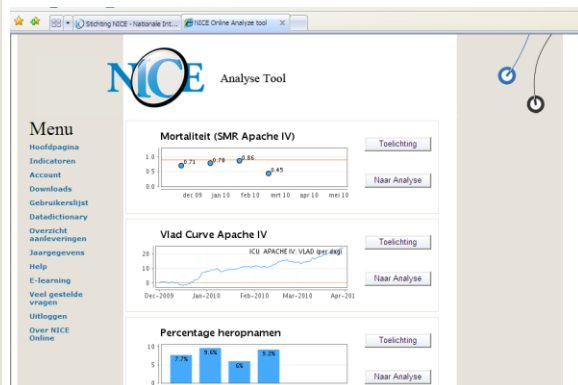 Stichting NICE - Nationale Int...
NICE Online Analyze tool
X
NICE
Analyse Tool
Menu
Hoofdpagina
Indicatoren
Account
Downloads
Gebruikerslijst
Datadictionary
Overzicht
aanleveringen
Jaargegevens
Help
E-learning
Veel gestelde
vragen
Uitloggen
Over NICE
Online
Mortaliteit (SMR Apache IV)
1.0
0.5
0.0
0.71
0.78
0.86
0.45
dec 09 jan 10 feb 10 mrt 10 apr 10 mei 10
Toelichting
Naar Analyse
Vlad Curve Apache IV
ICU APACHE IV: VLAD (per dag)
20
10
0
Dec-2009 Jan-2010 Feb-2010 Mar-2010 Apr-201
Toelichting
Naar Analyse
Percentage heropnamen
10
5
0
7.7%
9.6%
6%
9.2%
Toelichting
Naar Analyse